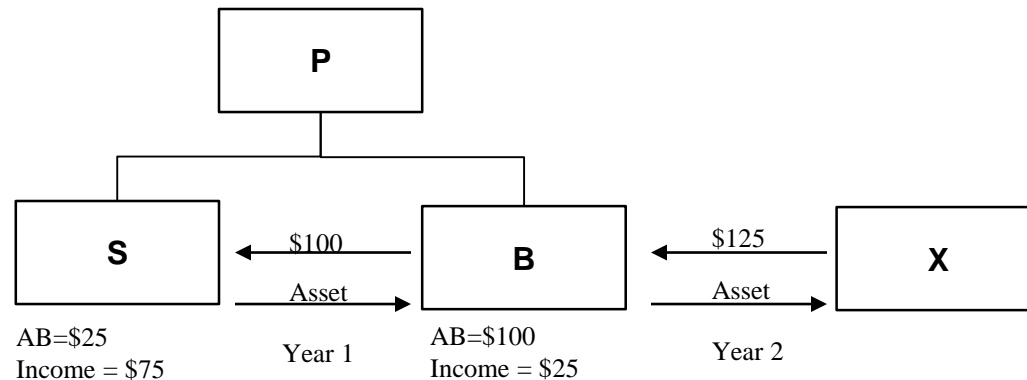 P
S
$100
Asset
B
$125
Asset
X
AB=$25
Income = $75
Year 1
AB=$100
Income = $25
Year 2